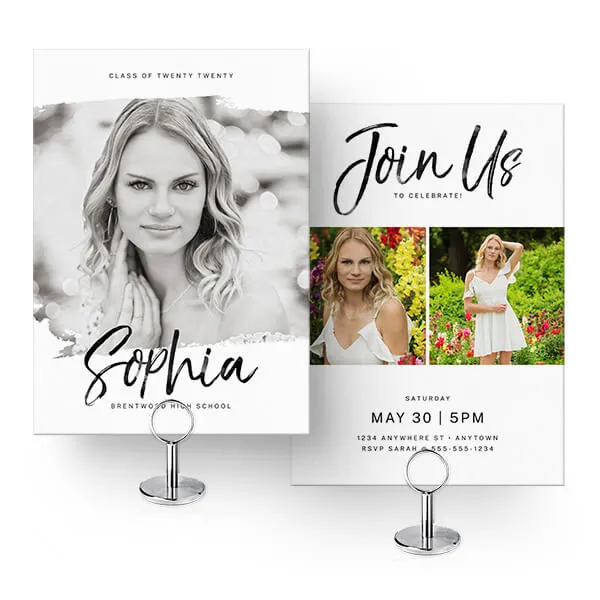 CLASS OF TWENTY TWENTY
Sophia
BRENTWOOD HIGH SCHOOL
Join Us
TO CELEBRATE!
SATURDAY
MAY 30 | 5PM
1234 ANYWHERE ST • ANYTOWN
RSVP SARAH @ 555-555-1234